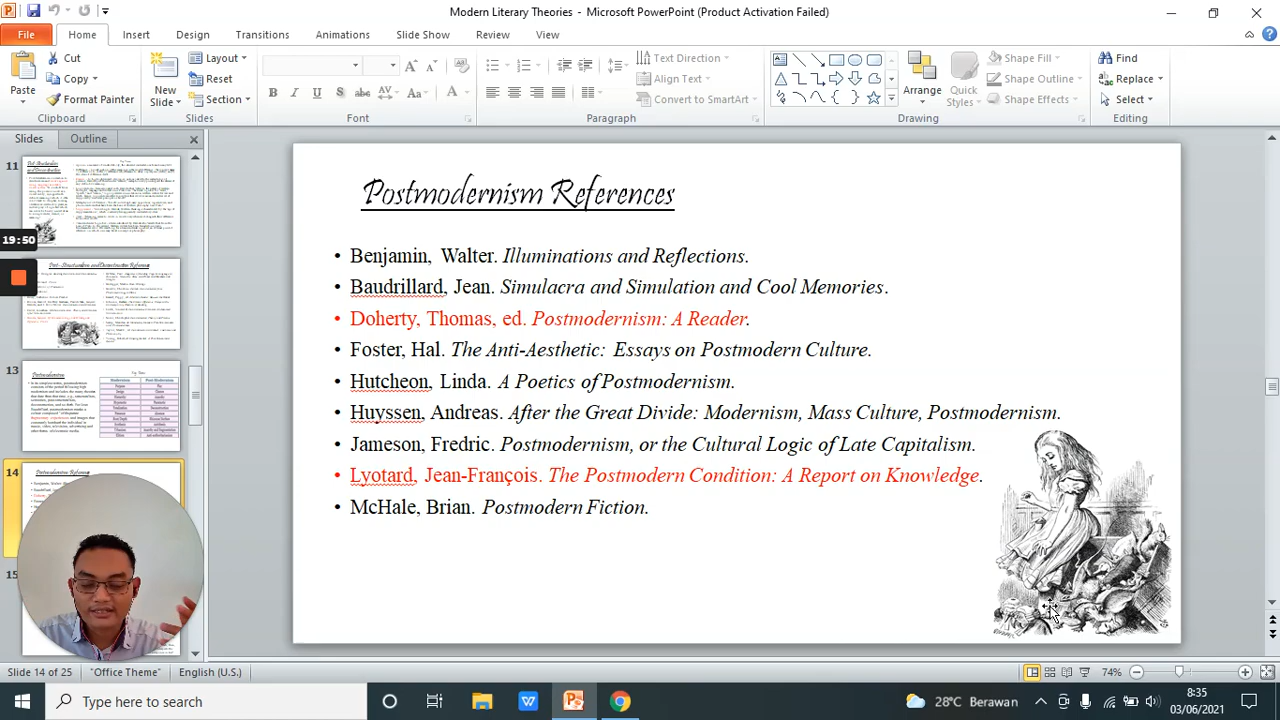 Modern Literary Theories - Microsoft PowerPoint (Product Activation Failed)
File Home Insert Design Transitions Animations Slide Show Review View
Paste
Cut
Copy
Format Painter
Clipboard
New Slide
Layout
Reset
Section
Slides
B I U S abc AV Aa A
Font
Paragraph
Text Direction
Align Text
Convert to SmartArt
Arrange
Quick Styles
Shape Fill
Shape Outline
Shape Effects
Drawing
Find
Replace
Select
Editing
Slides Outline
11
19:50
13
Postmodernism
14
15
Postmodernism References
• Benjamin, Walter. Illuminations and Reflections.
• Baudrillard, Jean. Simulacra and Simulation and Cool Memories.
• Doherty, Thomas, ed. Postmodernism: A Reader.
• Foster, Hal. The Anti-Aesthetic: Essays on Postmodern Culture.
• Hutcheon, Linda. A Poetics of Postmodernism.
• Huyssen, Andreas. After the Great Divide: Modernism, Mass Culture, Postmodernism.
• Jameson, Fredric. Postmodernism, or the Cultural Logic of Late Capitalism.
• Lyotard, Jean-François. The Postmodern Condition: A Report on Knowledge.
• McHale, Brian. Postmodern Fiction.
Slide 14 of 25 "Office Theme" English (U.S.) 74%
Type here to search
28°C Berawan
8:35
03/06/2021